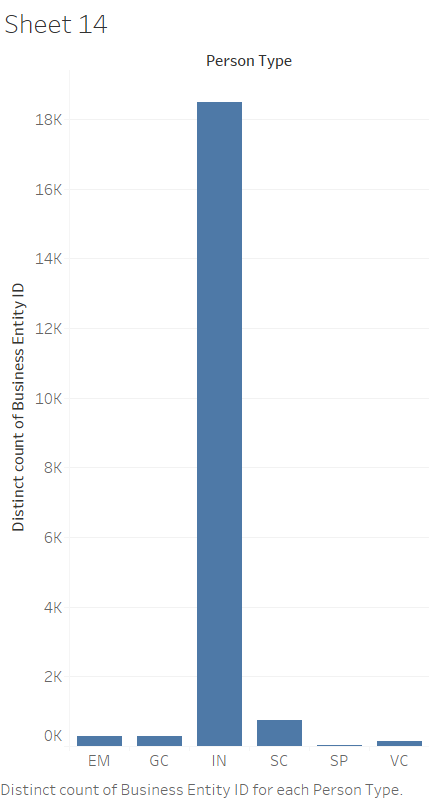 Sheet 14
Person Type
Distinct count of Business Entity ID
18K
16K
14K
12K
10K
8K
6K
4K
2K
0K
EM GC IN SC SP VC
Distinct count of Business Entity ID for each Person Type.